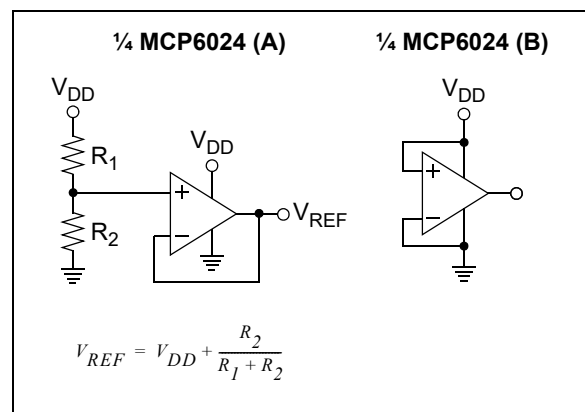 ¼ MCP6024 (A)
¼ MCP6024 (B)
V_DD
V_DD
R_1
V_DD
+
+
V_REF
–
–
R_2
V_REF = V_DD + R_2 / (R_1 + R_2)